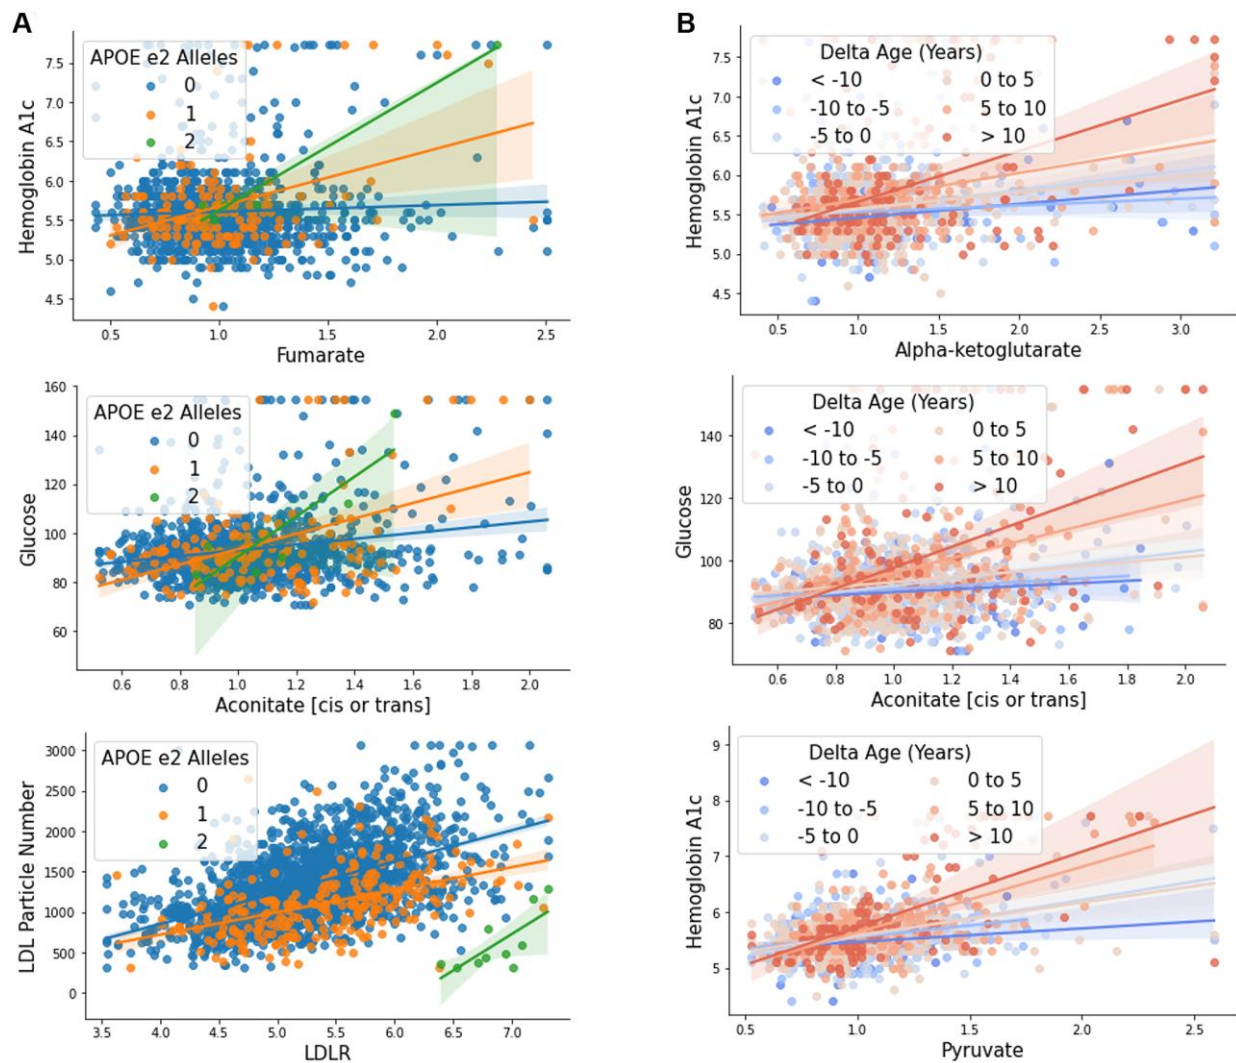 A
APOE e2 Alleles
0
1
2
7.5
7.0
6.5
6.0
5.5
5.0
4.5
Hemoglobin A1c
0.5 1.0 1.5 2.0 2.5
Fumarate
APOE e2 Alleles
0
1
2
160
140
120
100
80
60
Glucose
0.6 0.8 1.0 1.2 1.4 1.6 1.8 2.0
Aconitate [cis or trans]
APOE e2 Alleles
0
1
2
3000
2500
2000
1500
1000
500
0
LDL Particle Number
3.5 4.0 4.5 5.0 5.5 6.0 6.5 7.0
LDLR
B
Delta Age (Years)
< -10 0 to 5
-10 to -5 5 to 10
-5 to 0 > 10
7.5
7.0
6.5
6.0
5.5
5.0
4.5
Hemoglobin A1c
0.5 1.0 1.5 2.0 2.5 3.0
Alpha-ketoglutarate
Delta Age (Years)
< -10 0 to 5
-10 to -5 5 to 10
-5 to 0 > 10
140
120
100
80
Glucose
0.6 0.8 1.0 1.2 1.4 1.6 1.8 2.0
Aconitate [cis or trans]
Delta Age (Years)
< -10 0 to 5
-10 to -5 5 to 10
-5 to 0 > 10
9
8
7
6
5
Hemoglobin A1c
0.5 1.0 1.5 2.0 2.5
Pyruvate